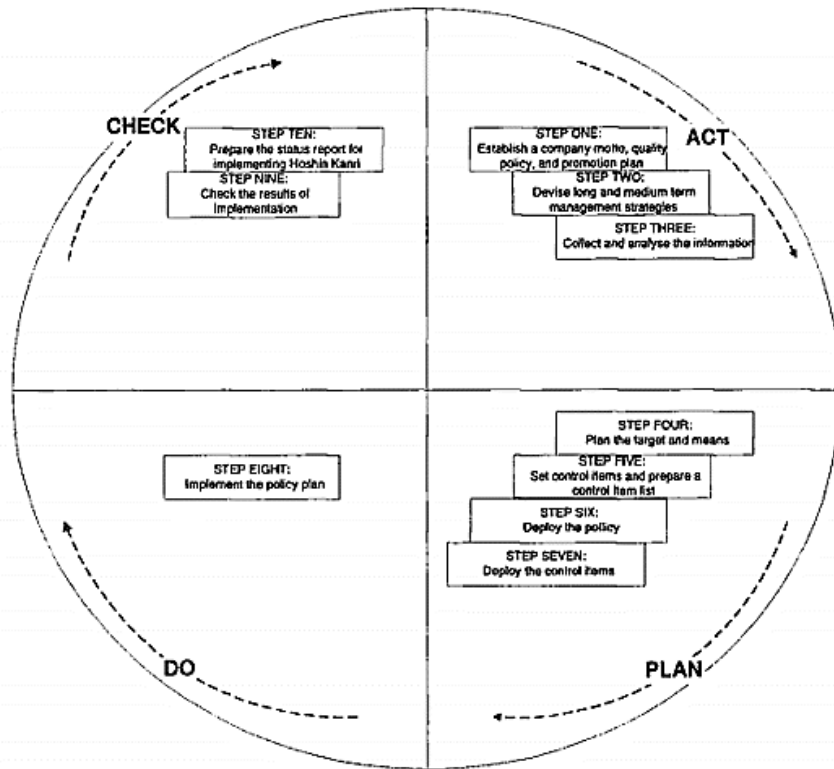 CHECK
STEP TEN:
Prepare the status report for
implementing Hoshin Kanri
STEP NINE:
Check the results of
implementation
ACT
STEP ONE:
Establish a company motto, quality
policy, and promotion plan
STEP TWO:
Devise long and medium term
management strategies
STEP THREE:
Collect and analyse the information
STEP FOUR:
Plan the target and means
STEP FIVE:
Set control items and prepare a
control item list
STEP SIX:
Deploy the policy
STEP SEVEN:
Deploy the control items
PLAN
STEP EIGHT:
Implement the policy plan
DO